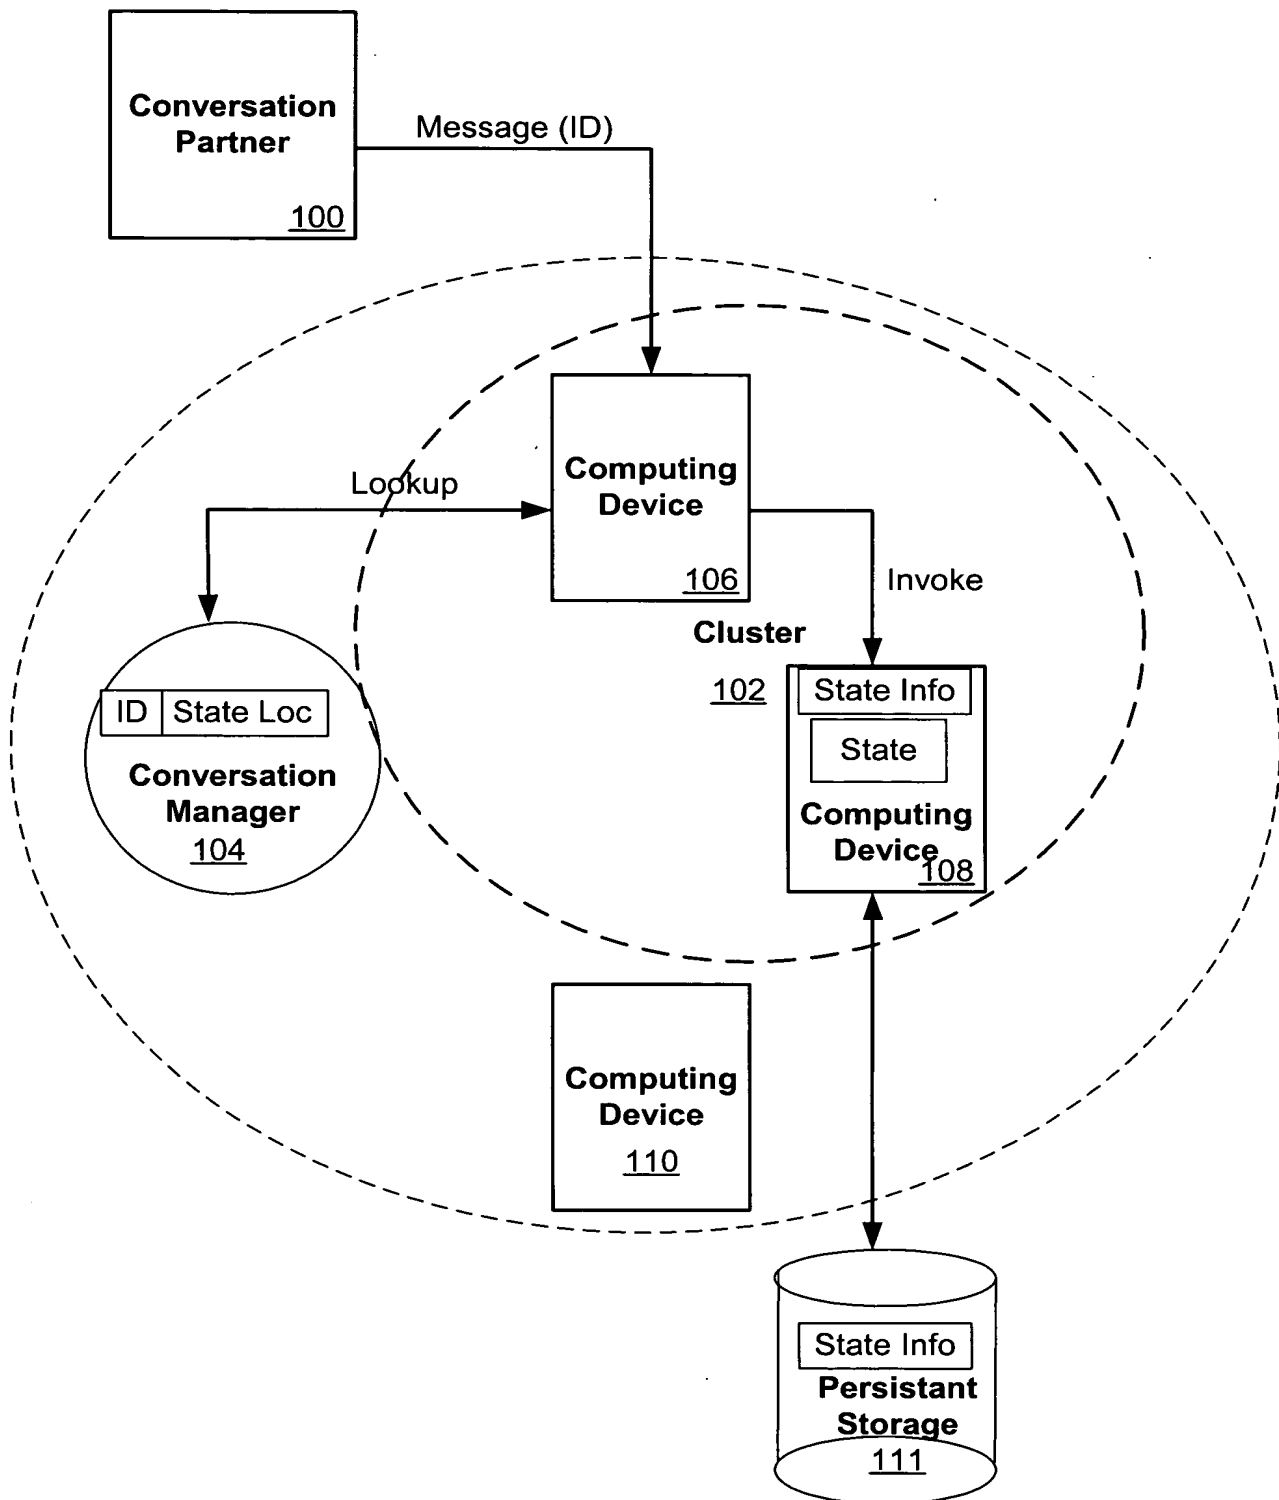 Conversation
Partner
100
Message (ID)
Computing
Device
106
Lookup
Invoke
Cluster
102
ID
State Loc
Conversation
Manager
104
State Info
State
Computing
Device
108
Computing
Device
110
State Info
Persistant
Storage
111